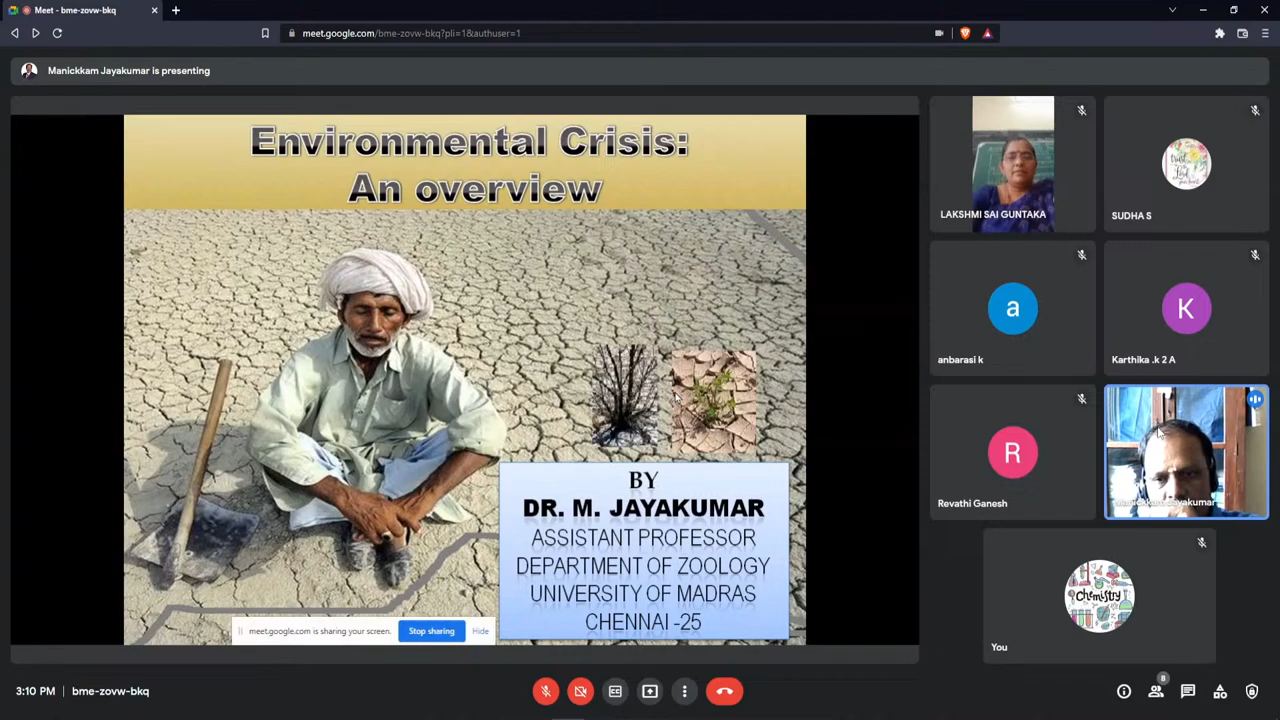 Meet - bme-zovw-bkq
meet.google.com/bme-zovw-bkq?pli=1&authuser=1
Manickkam Jayakumar is presenting
Environmental Crisis:
An overview
BY
DR. M. JAYAKUMAR
ASSISTANT PROFESSOR
DEPARTMENT OF ZOOLOGY
UNIVERSITY OF MADRAS
CHENNAI -25
meet.google.com is sharing your screen.
Stop sharing
Hide
LAKSHMI SAI GUNTAKA
SUDHA S
a
anbarasi k
K
Karthika .k 2 A
R
Revathi Ganesh
Manickkam Jayakumar
CHEMISTRY
You
3:10 PM
bme-zovw-bkq
8